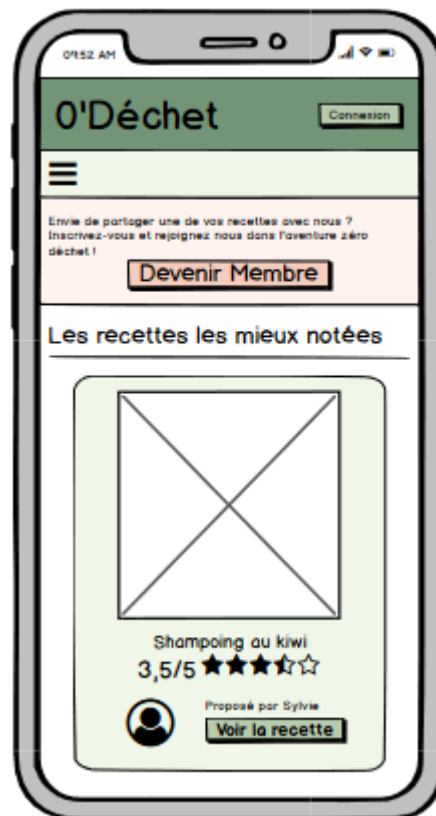 09:52 AM
0'Déchet
Connexion
Envie de partager une de vos recettes avec nous ?
Inscrivez-vous et rejoignez nous dans l'aventure zéro
déchet !
Devenir Membre
Les recettes les mieux notées
Shampoing au kiwi
3,5/5
Proposé par Sylvie
Voir la recette